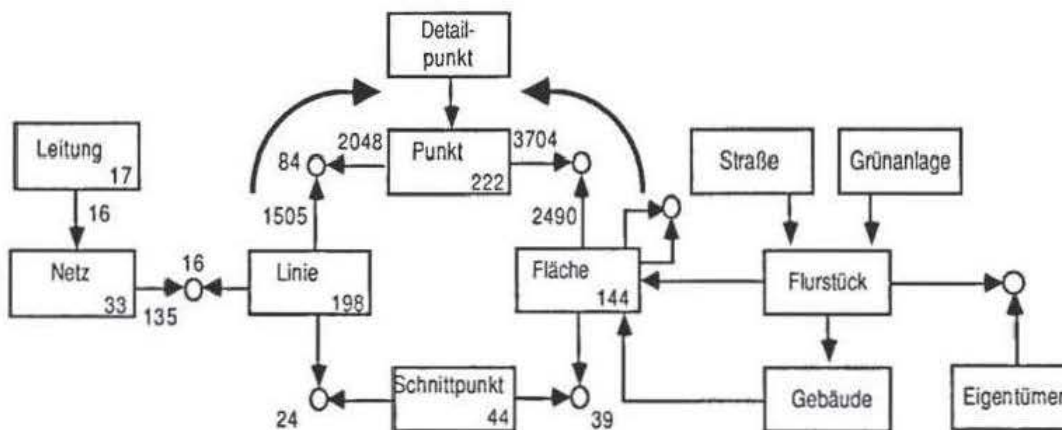 Detail-
punkt
2048
3704
Leitung
84
Punkt
Straße
Grünanlage
17
222
16
1505
2490
16
Netz
Linie
Fläche
Flurstück
33
198
144
135
Schnittpunkt
Gebäude
Eigentümer
24
44
39